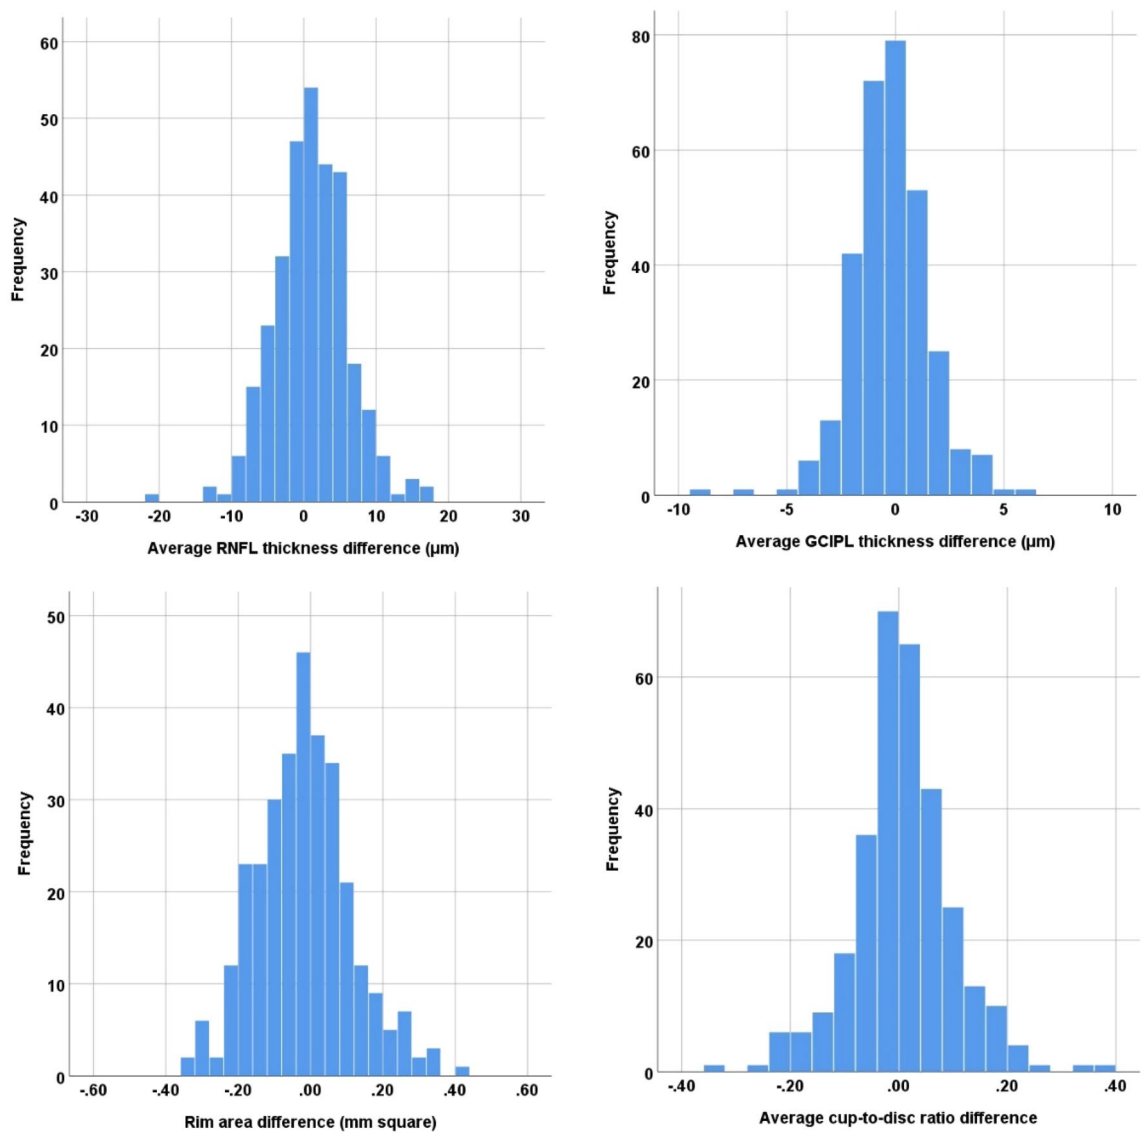 60
50
40
30
20
10
0
-30 -20 -10 0 10 20 30
Frequency
Average RNFL thickness difference (µm)
80
60
40
20
0
-10 -5 0 5 10
Frequency
Average GCIPL thickness difference (µm)
50
40
30
20
10
0
-.60 -.40 -.20 .00 .20 .40 .60
Frequency
Rim area difference (mm square)
60
40
20
0
-.40 -.20 .00 .20 .40
Frequency
Average cup-to-disc ratio difference